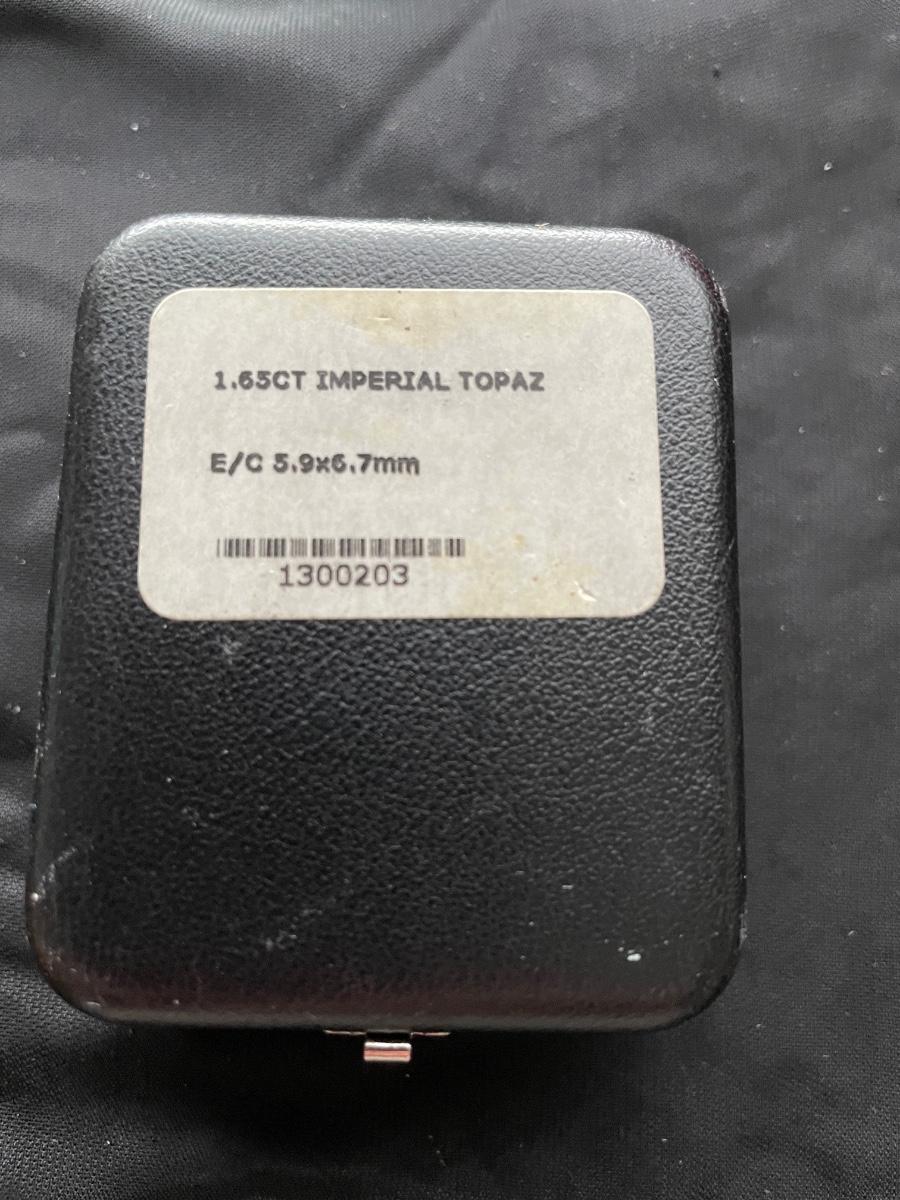 1.65CT IMPERIAL TOPAZ
E/C 5.9x6.7mm
1300203